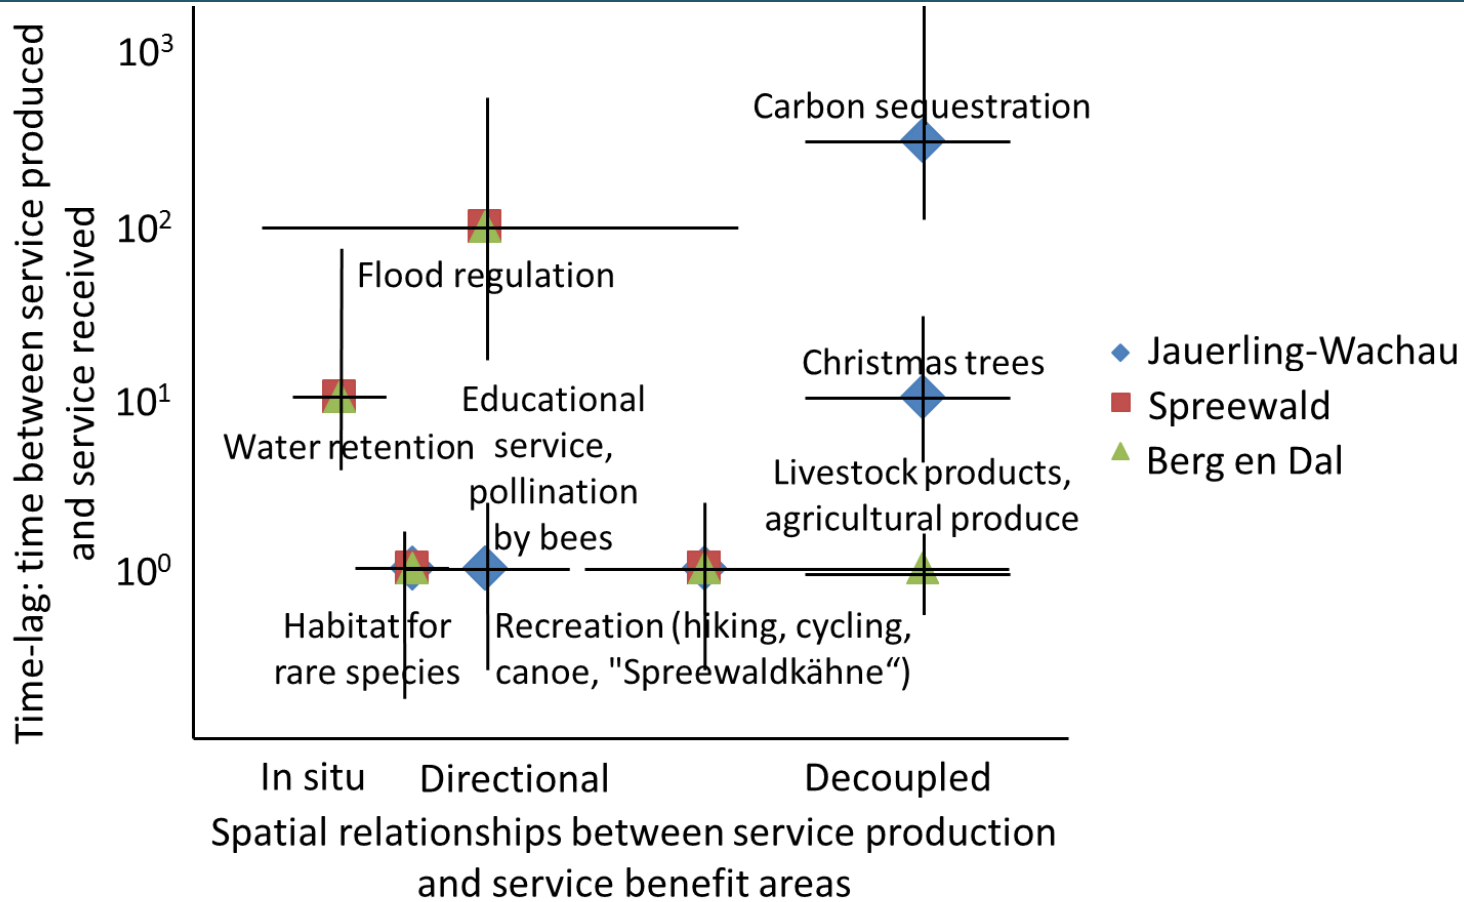 Time-lag: time between service produced
and service received
10³
10²
10¹
10⁰
Carbon sequestration
Flood regulation
Christmas trees
Water retention
Educational
service,
pollination
by bees
Livestock products,
agricultural produce
Habitat for
rare species
Recreation (hiking, cycling,
canoe, "Spreewaldkähne“)
Jauerling-Wachau
Spreewald
Berg en Dal
In situ
Directional
Decoupled
Spatial relationships between service production
and service benefit areas